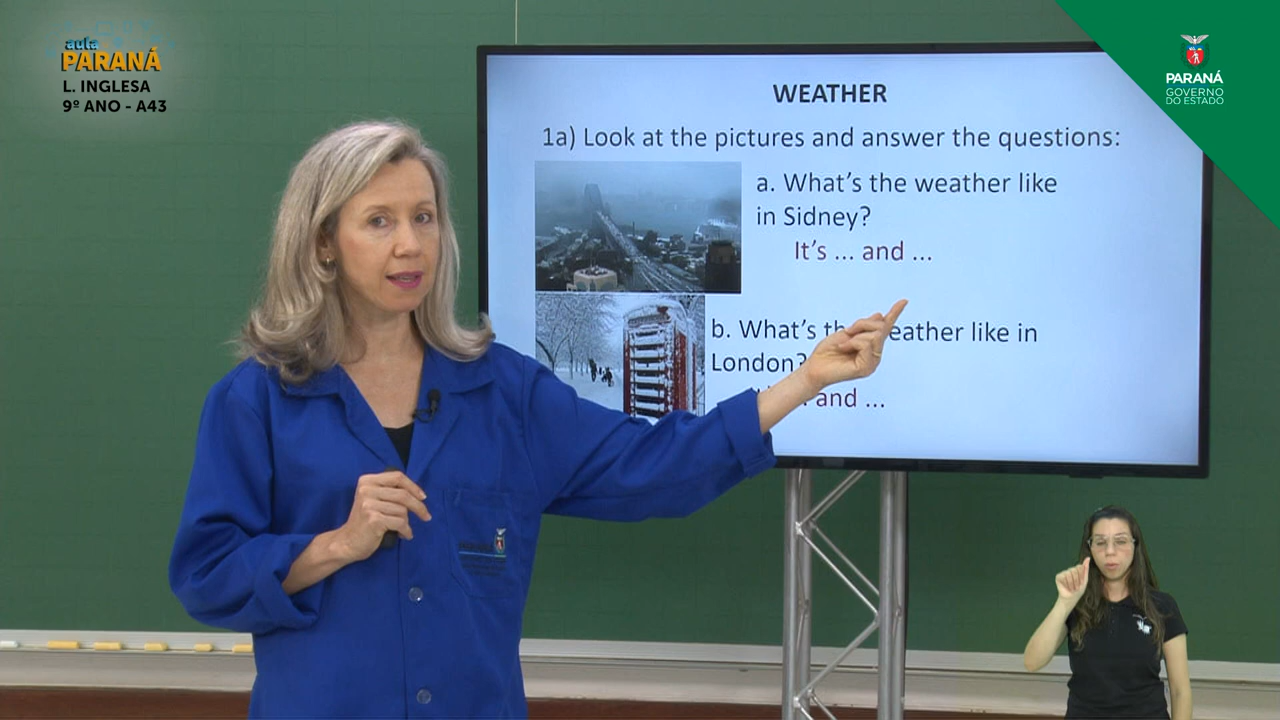 aula
PARANÁ
L. INGLESA
9º ANO - A43
PARANÁ
GOVERNO
DO ESTADO
WEATHER
1a) Look at the pictures and answer the questions:
a. What's the weather like
in Sidney?
It's ... and ...
b. What's the weather like in
London?
and ...